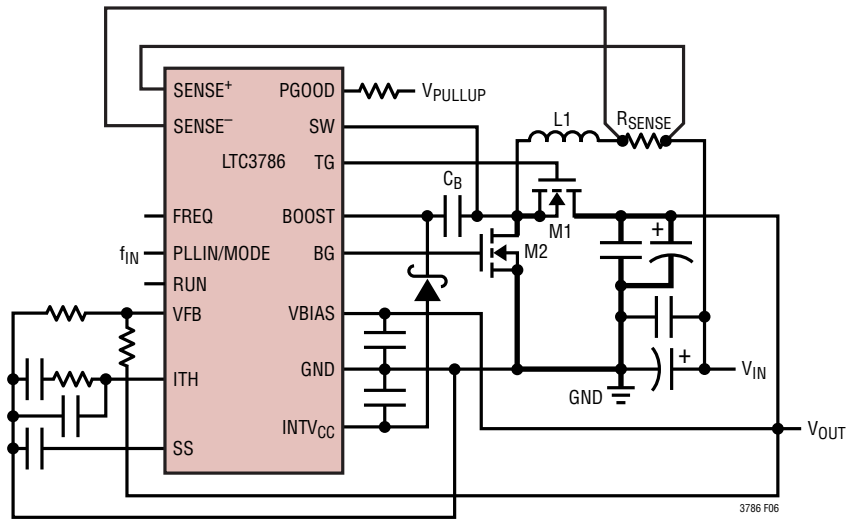 SENSE+
PGOOD
VPULLUP
L1
RSENSE
SENSE–
SW
LTC3786
TG
CB
FREQ
BOOST
M1
+
fIN
PLLIN/MODE
BG
M2
RUN
VFB
VBIAS
+
ITH
GND
VIN
GND
SS
INTVCC
VOUT
3786 F06